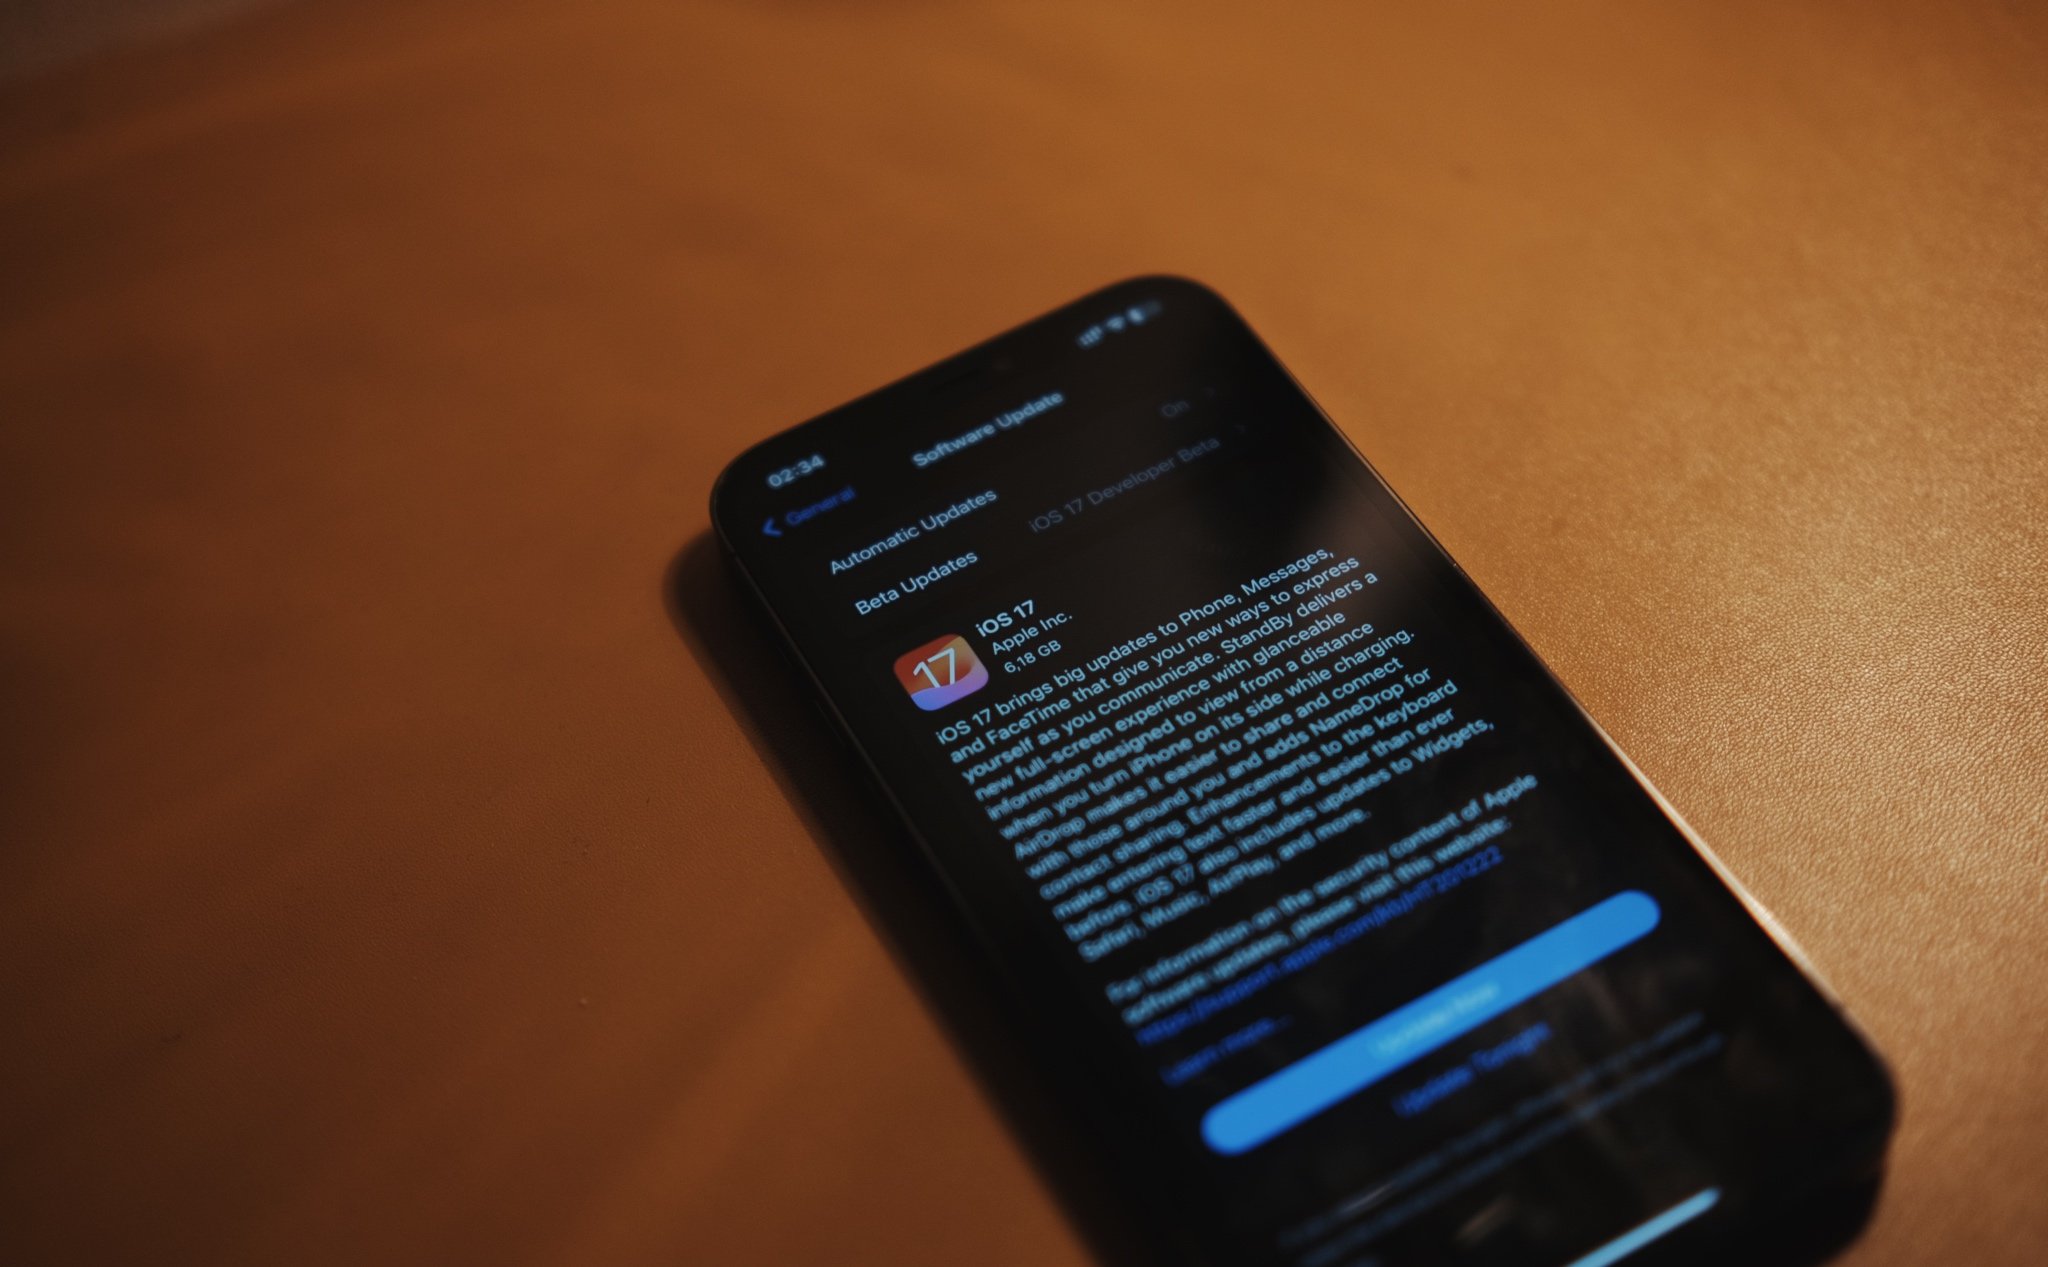 02:34
General
Software Update
Automatic Updates On
Beta Updates iOS 17 Developer Beta
17
iOS 17
Apple Inc.
6,18 GB
iOS 17 brings big updates to Phone, Messages,
and FaceTime that give you new ways to express
yourself as you communicate. StandBy delivers a
new full-screen experience with glanceable
information designed to view from a distance
when you turn iPhone on its side while charging.
AirDrop makes it easier to share and connect
with those around you and adds NameDrop for
contact sharing. Enhancements to the keyboard
make entering text faster and easier than ever
before. iOS 17 also includes updates to Widgets,
Safari, Music, AirPlay, and more.
For information on the security content of Apple
software updates, please visit this website:
https://support.apple.com/kb/HT201222
Learn more...
Update Now
Update Tonight